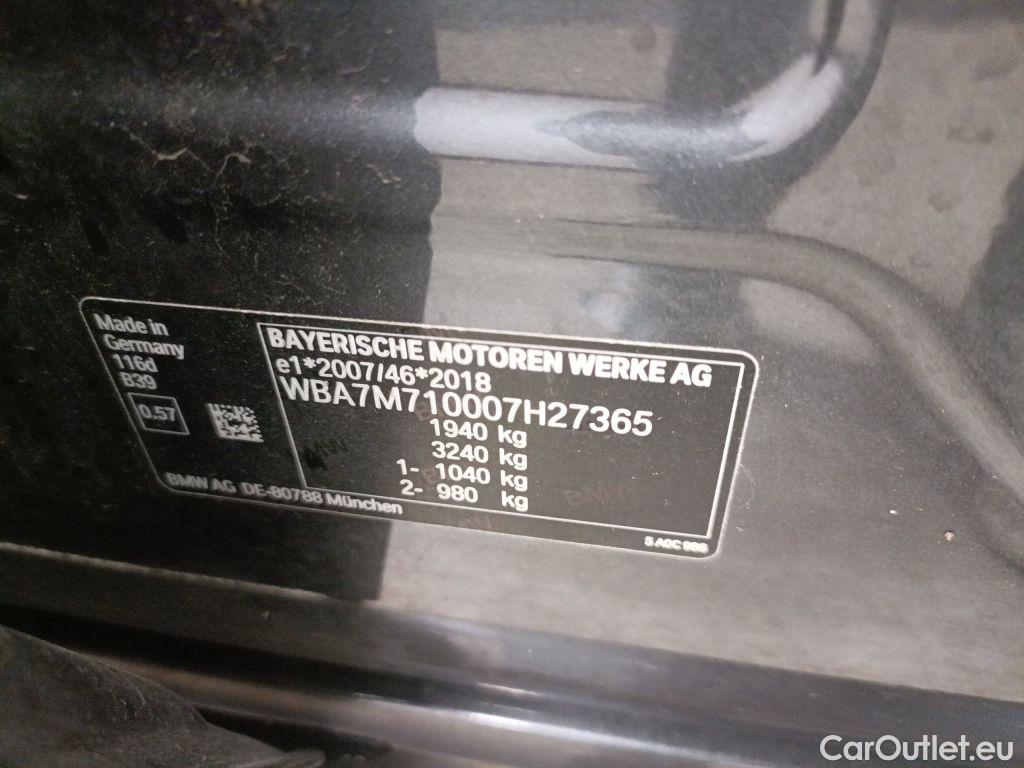 Made in
Germany
116d
B39
0.57
BMW AG DE-80788 München
BAYERISCHE MOTOREN WERKE AG
e1*2007/46*2018
WBA7M710007H27365
1940 kg
3240 kg
1- 1040 kg
2- 980 kg
BMW
CarOutlet.eu